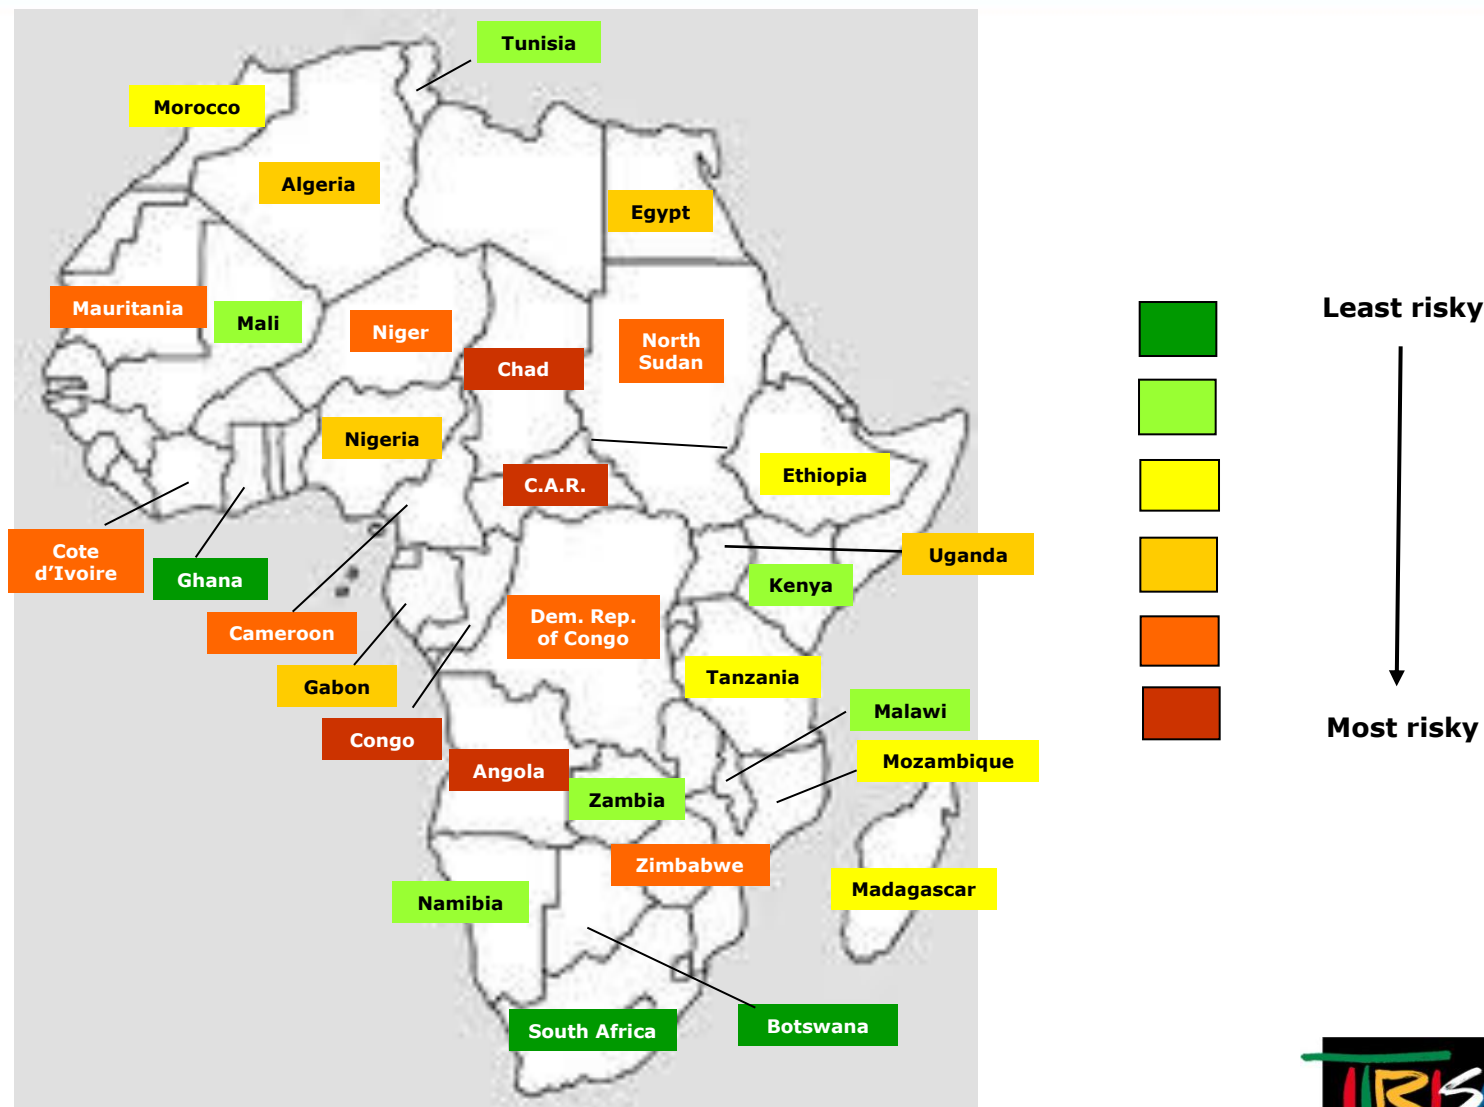 Tunisia
Morocco
Algeria
Egypt
Mauritania
Mali
Niger
North
Sudan
Chad
Nigeria
Ethiopia
C.A.R.
Cote
d’Ivoire
Ghana
Uganda
Kenya
Cameroon
Dem. Rep.
of Congo
Gabon
Tanzania
Congo
Malawi
Angola
Mozambique
Zambia
Zimbabwe
Madagascar
Namibia
South Africa
Botswana
Least risky
Most risky